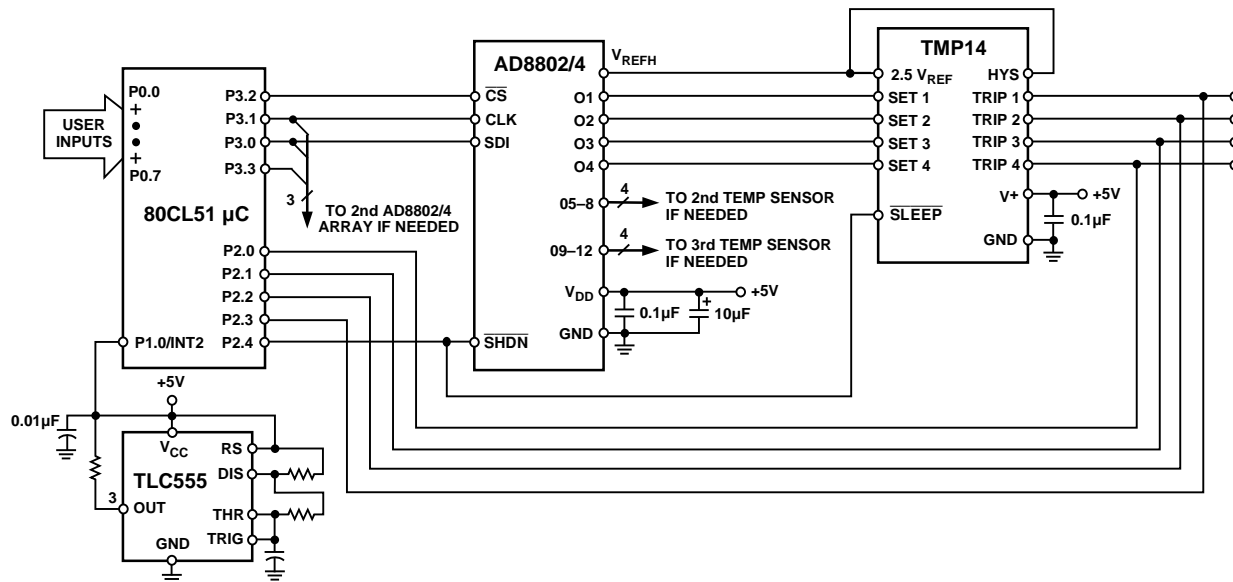 80CL51 µC
P0.0
+
+
P0.7
USER
INPUTS
P3.2
P3.1
P3.0
P3.3
3
TO 2nd AD8802/4
ARRAY IF NEEDED
P2.0
P2.1
P2.2
P2.3
P2.4
P1.0/INT2
AD8802/4
CS
CLK
SDI
SHDN
VREFH
O1
O2
O3
O4
05–8
4
TO 2nd TEMP SENSOR
IF NEEDED
09–12
4
TO 3rd TEMP SENSOR
IF NEEDED
VDD
+5V
0.1µF
+
10µF
GND
TMP14
2.5 VREF
SET 1
SET 2
SET 3
SET 4
SLEEP
HYS
TRIP 1
TRIP 2
TRIP 3
TRIP 4
V+
+5V
0.1µF
GND
+5V
0.01µF
VCC
TLC555
RS
DIS
3
OUT
THR
TRIG
GND